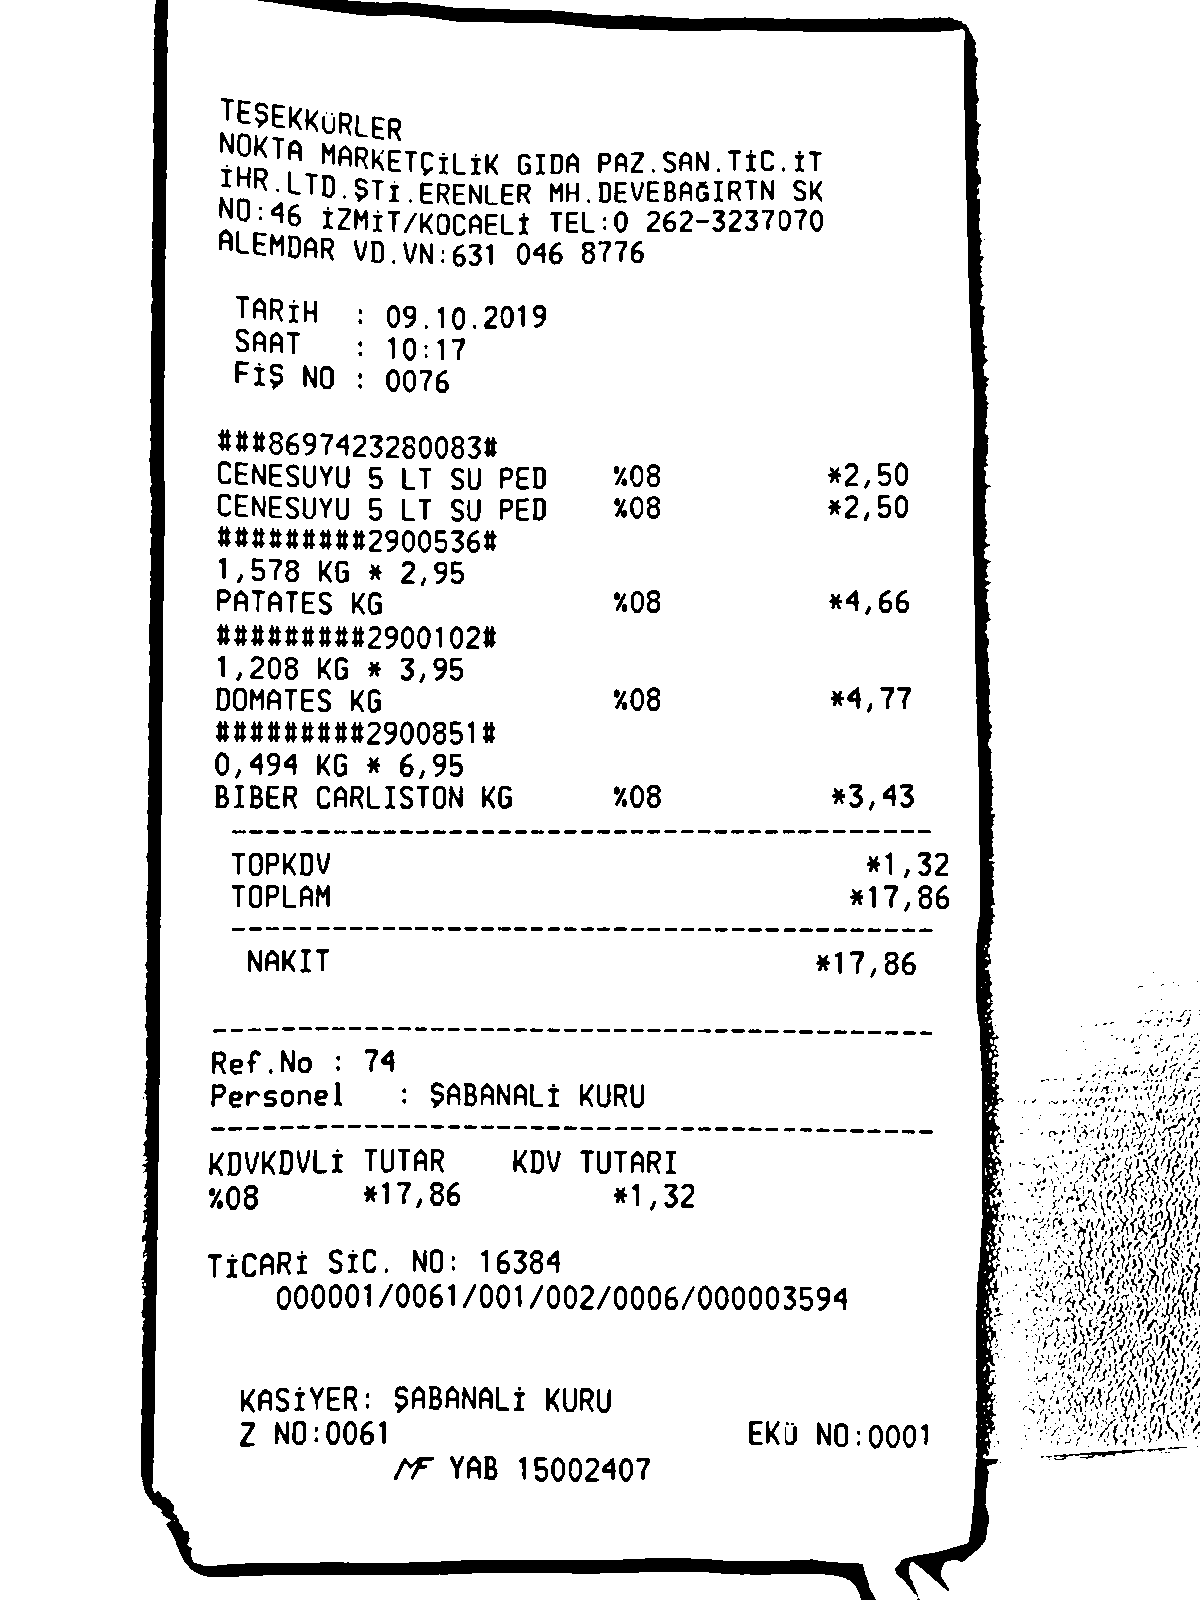 TEŞEKKÜRLER
NOKTA MARKETÇİLİK GIDA PAZ.SAN.TİC.İT
İHR.LTD.ŞTİ.ERENLER MH.DEVEBAĞIRTN SK
NO:46 İZMİT/KOCAELİ TEL:0 262-3237070
ALEMDAR VD.VN:631 046 8776
TARİH : 09.10.2019
SAAT : 10:17
FİŞ NO : 0076
###8697423280083#
CENESUYU 5 LT SU PED %08 *2,50
CENESUYU 5 LT SU PED %08 *2,50
#########2900536#
1,578 KG * 2,95
PATATES KG %08 *4,66
#########2900102#
1,208 KG * 3,95
DOMATES KG %08 *4,77
#########2900851#
0,494 KG * 6,95
BIBER CARLISTON KG %08 *3,43
TOPKDV *1,32
TOPLAM *17,86
NAKIT *17,86
Ref.No : 74
Personel : ŞABANALİ KURU
KDVKDVLİ TUTAR KDV TUTARI
%08 *17,86 *1,32
TİCARİ SİC. NO: 16384
000001/0061/001/002/0006/000003594
KASİYER: ŞABANALİ KURU
Z NO:0061 EKÜ NO:0001
MF YAB 15002407